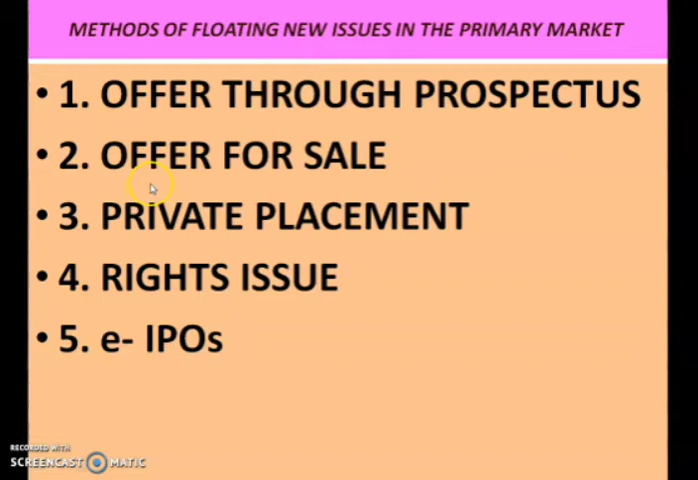 METHODS OF FLOATING NEW ISSUES IN THE PRIMARY MARKET
• 1. OFFER THROUGH PROSPECTUS
• 2. OFFER FOR SALE
• 3. PRIVATE PLACEMENT
• 4. RIGHTS ISSUE
• 5. e- IPOs
RECORDED WITH
SCREENCAST MATIC